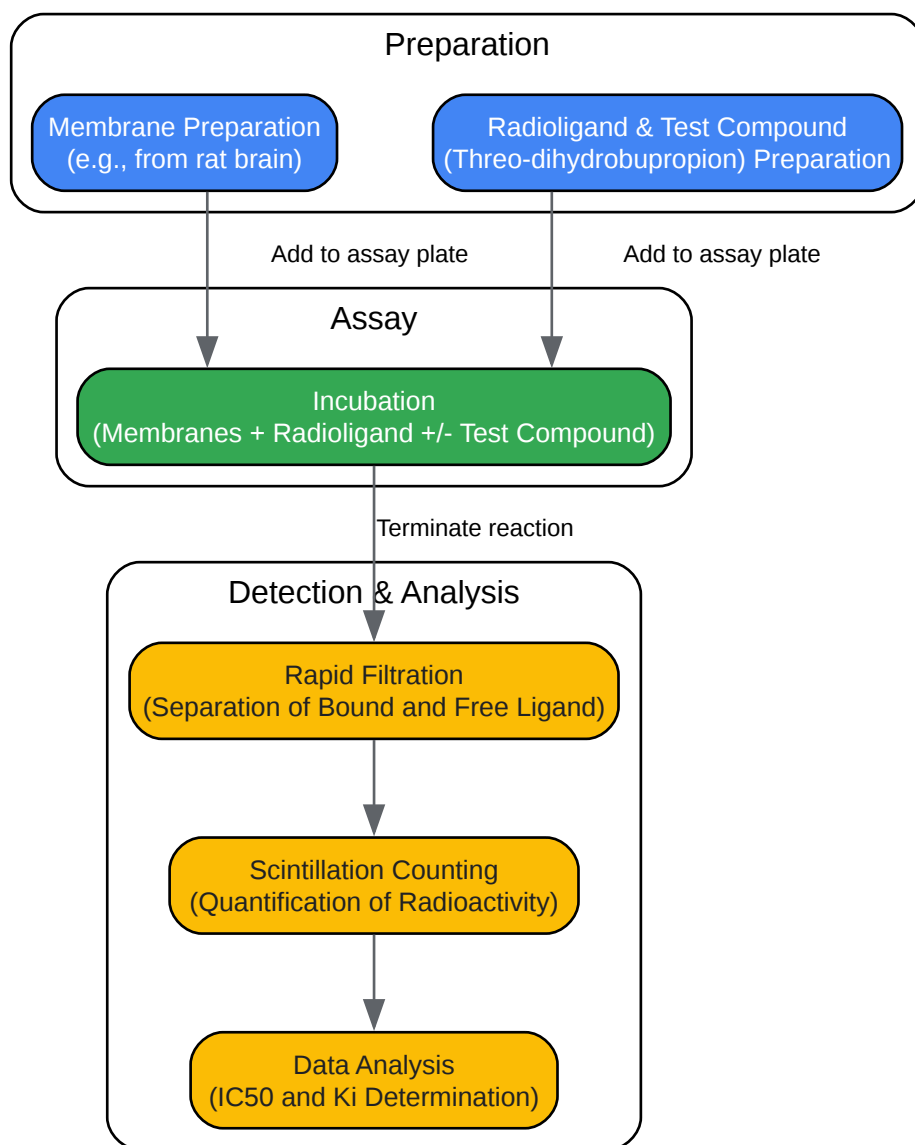 Preparation
Membrane Preparation
(e.g., from rat brain)
Radioligand & Test Compound
(Threo-dihydrobupropion) Preparation
Add to assay plate
Add to assay plate
Assay
Incubation
(Membranes + Radioligand +/- Test Compound)
Terminate reaction
Detection & Analysis
Rapid Filtration
(Separation of Bound and Free Ligand)
Scintillation Counting
(Quantification of Radioactivity)
Data Analysis
(IC50 and Ki Determination)